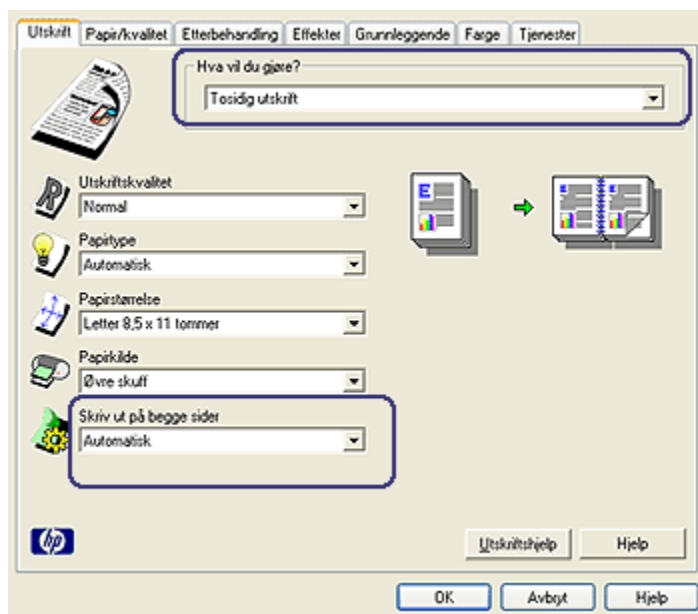 Utskrift Papir/kvalitet Etterbehandling Effekter Grunnleggende Farge Tjenester
Hva vil du gjøre?
Tosidig utskrift
Utskriftskvalitet
Normal
Papirtype
Automatisk
Papirstørrelse
Letter 8,5 x 11 tommer
Papirkilde
Øvre skuff
Skriv ut på begge sider
Automatisk
hp
Utskriftshjelp Hjelp
OK Avbryt Hjelp